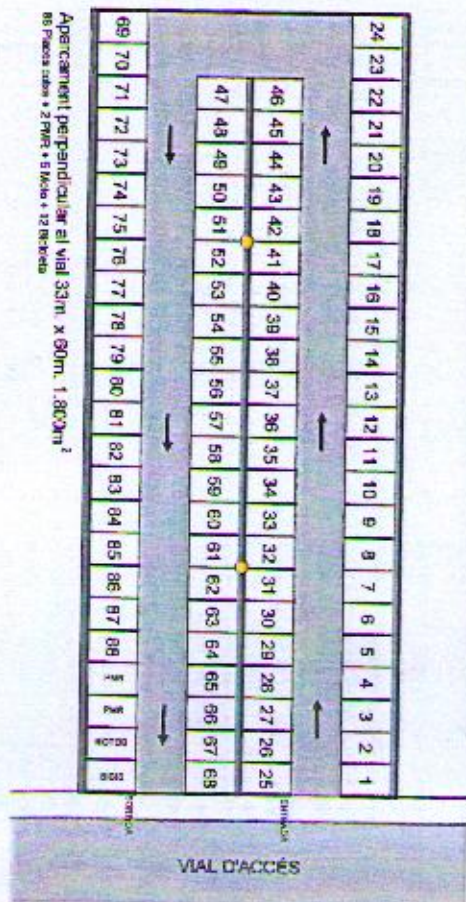 24 23 22 21 20 19 18 17 16 15 14 13 12 11 10 9 8 7 6 5 4 3 2 1
46 45 44 43 42 41 40 39 38 37 36 35 34 33 32 31 30 29 28 27 26 25
47 48 49 50 51 52 53 54 55 56 57 58 59 60 61 62 63 64 65 66 67 68
69 70 71 72 73 74 75 76 77 78 79 80 81 82 83 84 85 86 87 88 PMR PMR MOTOS BICIS
ENTRADA
SORTIDA
VIAL D'ACCÉS
Aparcament perpendicular al vial 33m. x 60m. 1.800m²
Places + 2 PMR + 5 Moto + 12 Bicicleta